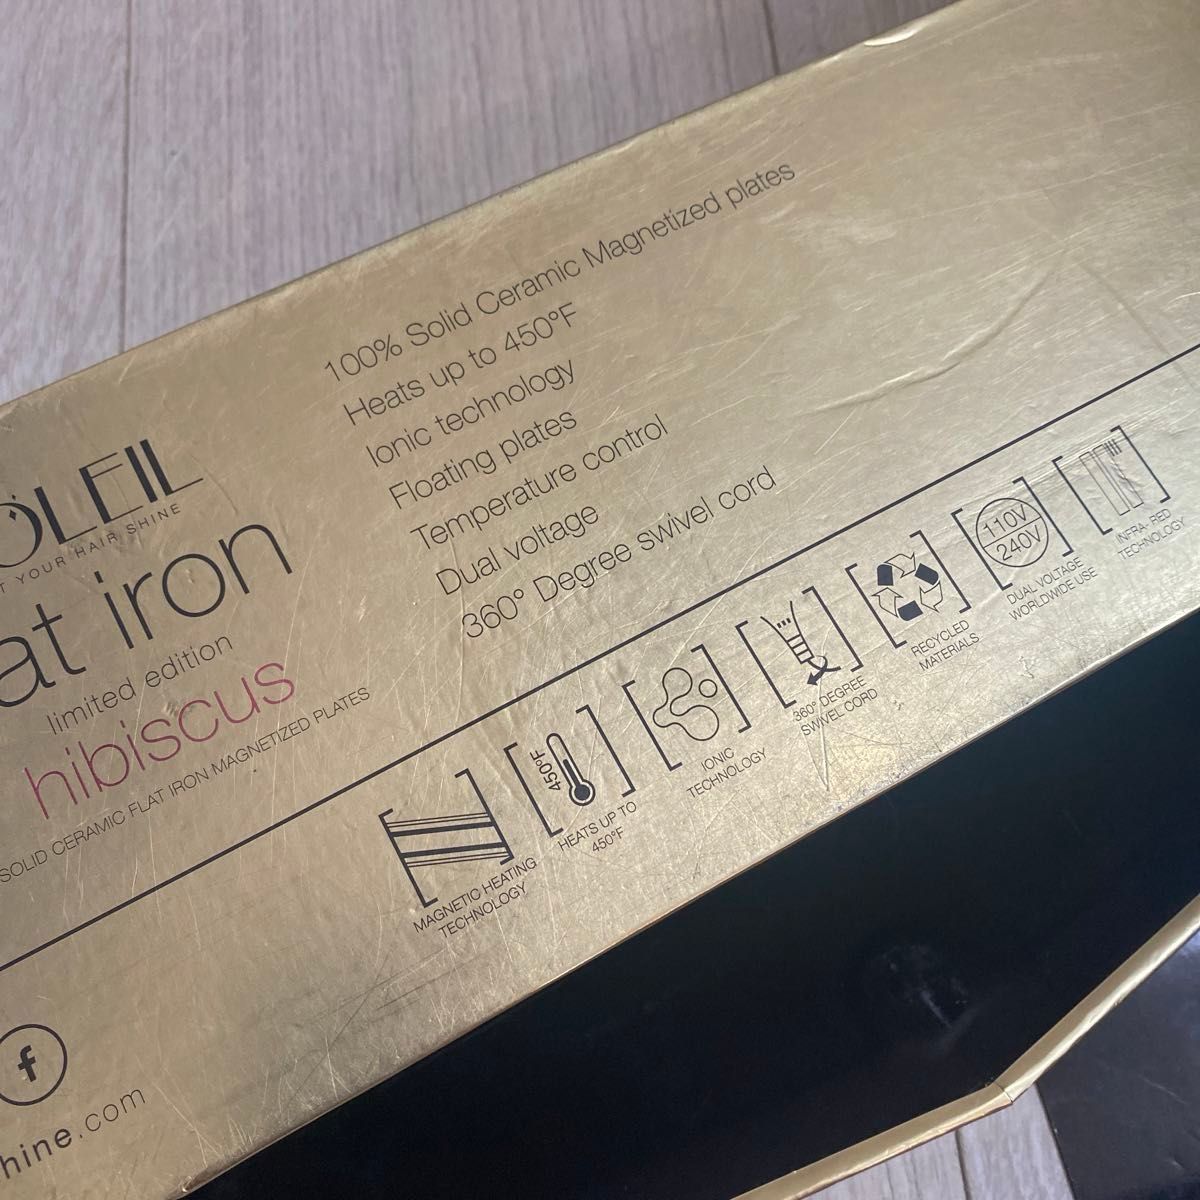 OLEIL
T YOUR HAIR SHINE
at iron
limited edition
hibiscus
SOLID CERAMIC FLAT IRON MAGNETIZED PLATES
100% Solid Ceramic Magnetized plates
Heats up to 450°F
Ionic technology
Floating plates
Temperature control
Dual voltage
360° Degree swivel cord
MAGNETIC HEATING
TECHNOLOGY
450°F
HEATS UP TO
450°F
IONIC
TECHNOLOGY
360° DEGREE
SWIVEL CORD
RECYCLED
MATERIALS
110V
240V
DUAL VOLTAGE
WORLDWIDE USE
INFRA- RED
TECHNOLOGY
f
hine.com